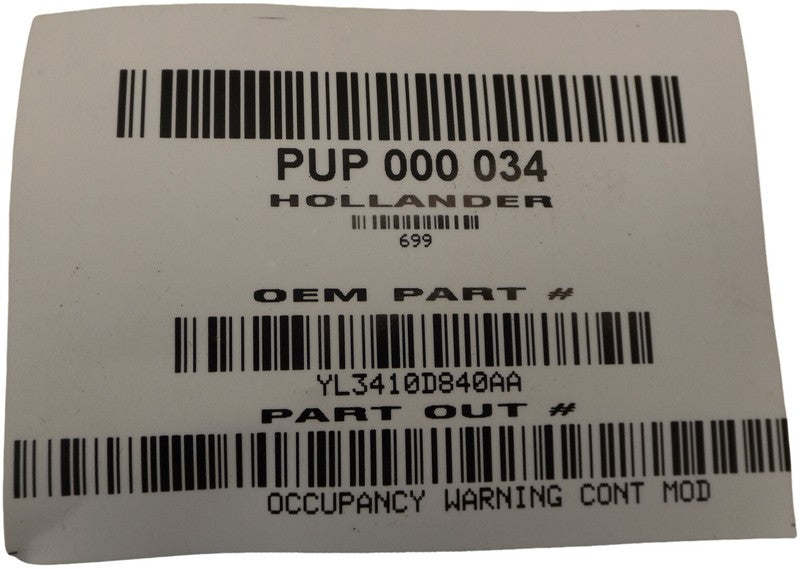 PUP 000 034
HOLLANDER
699
OEM PART #
YL3410D840AA
PART OUT #
OCCUPANCY WARNING CONT MOD